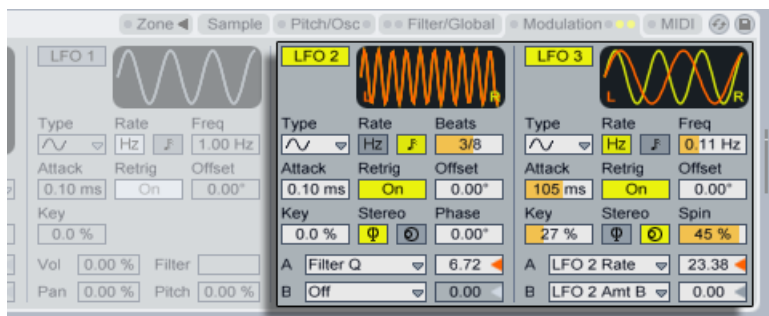 Zone Sample Pitch/Osc Filter/Global Modulation MIDI
LFO 1 LFO 2 L R LFO 3 L R
Type Rate Freq Type Rate Beats Type Rate Freq
Hz 1.00 Hz Hz 3/8 Hz 0.11 Hz
Attack Retrig Offset Attack Retrig Offset Attack Retrig Offset
0.10 ms On 0.00° 0.10 ms On 0.00° 105 ms On 0.00°
Key Key Stereo Phase Key Stereo Spin
0.0 % 0.0 % Φ 0.00° 27 % Φ 45 %
Vol 0.00 % Filter A Filter Q 6.72 A LFO 2 Rate 23.38
Pan 0.00 % Pitch 0.00 % B Off 0.00 B LFO 2 Amt B 0.00